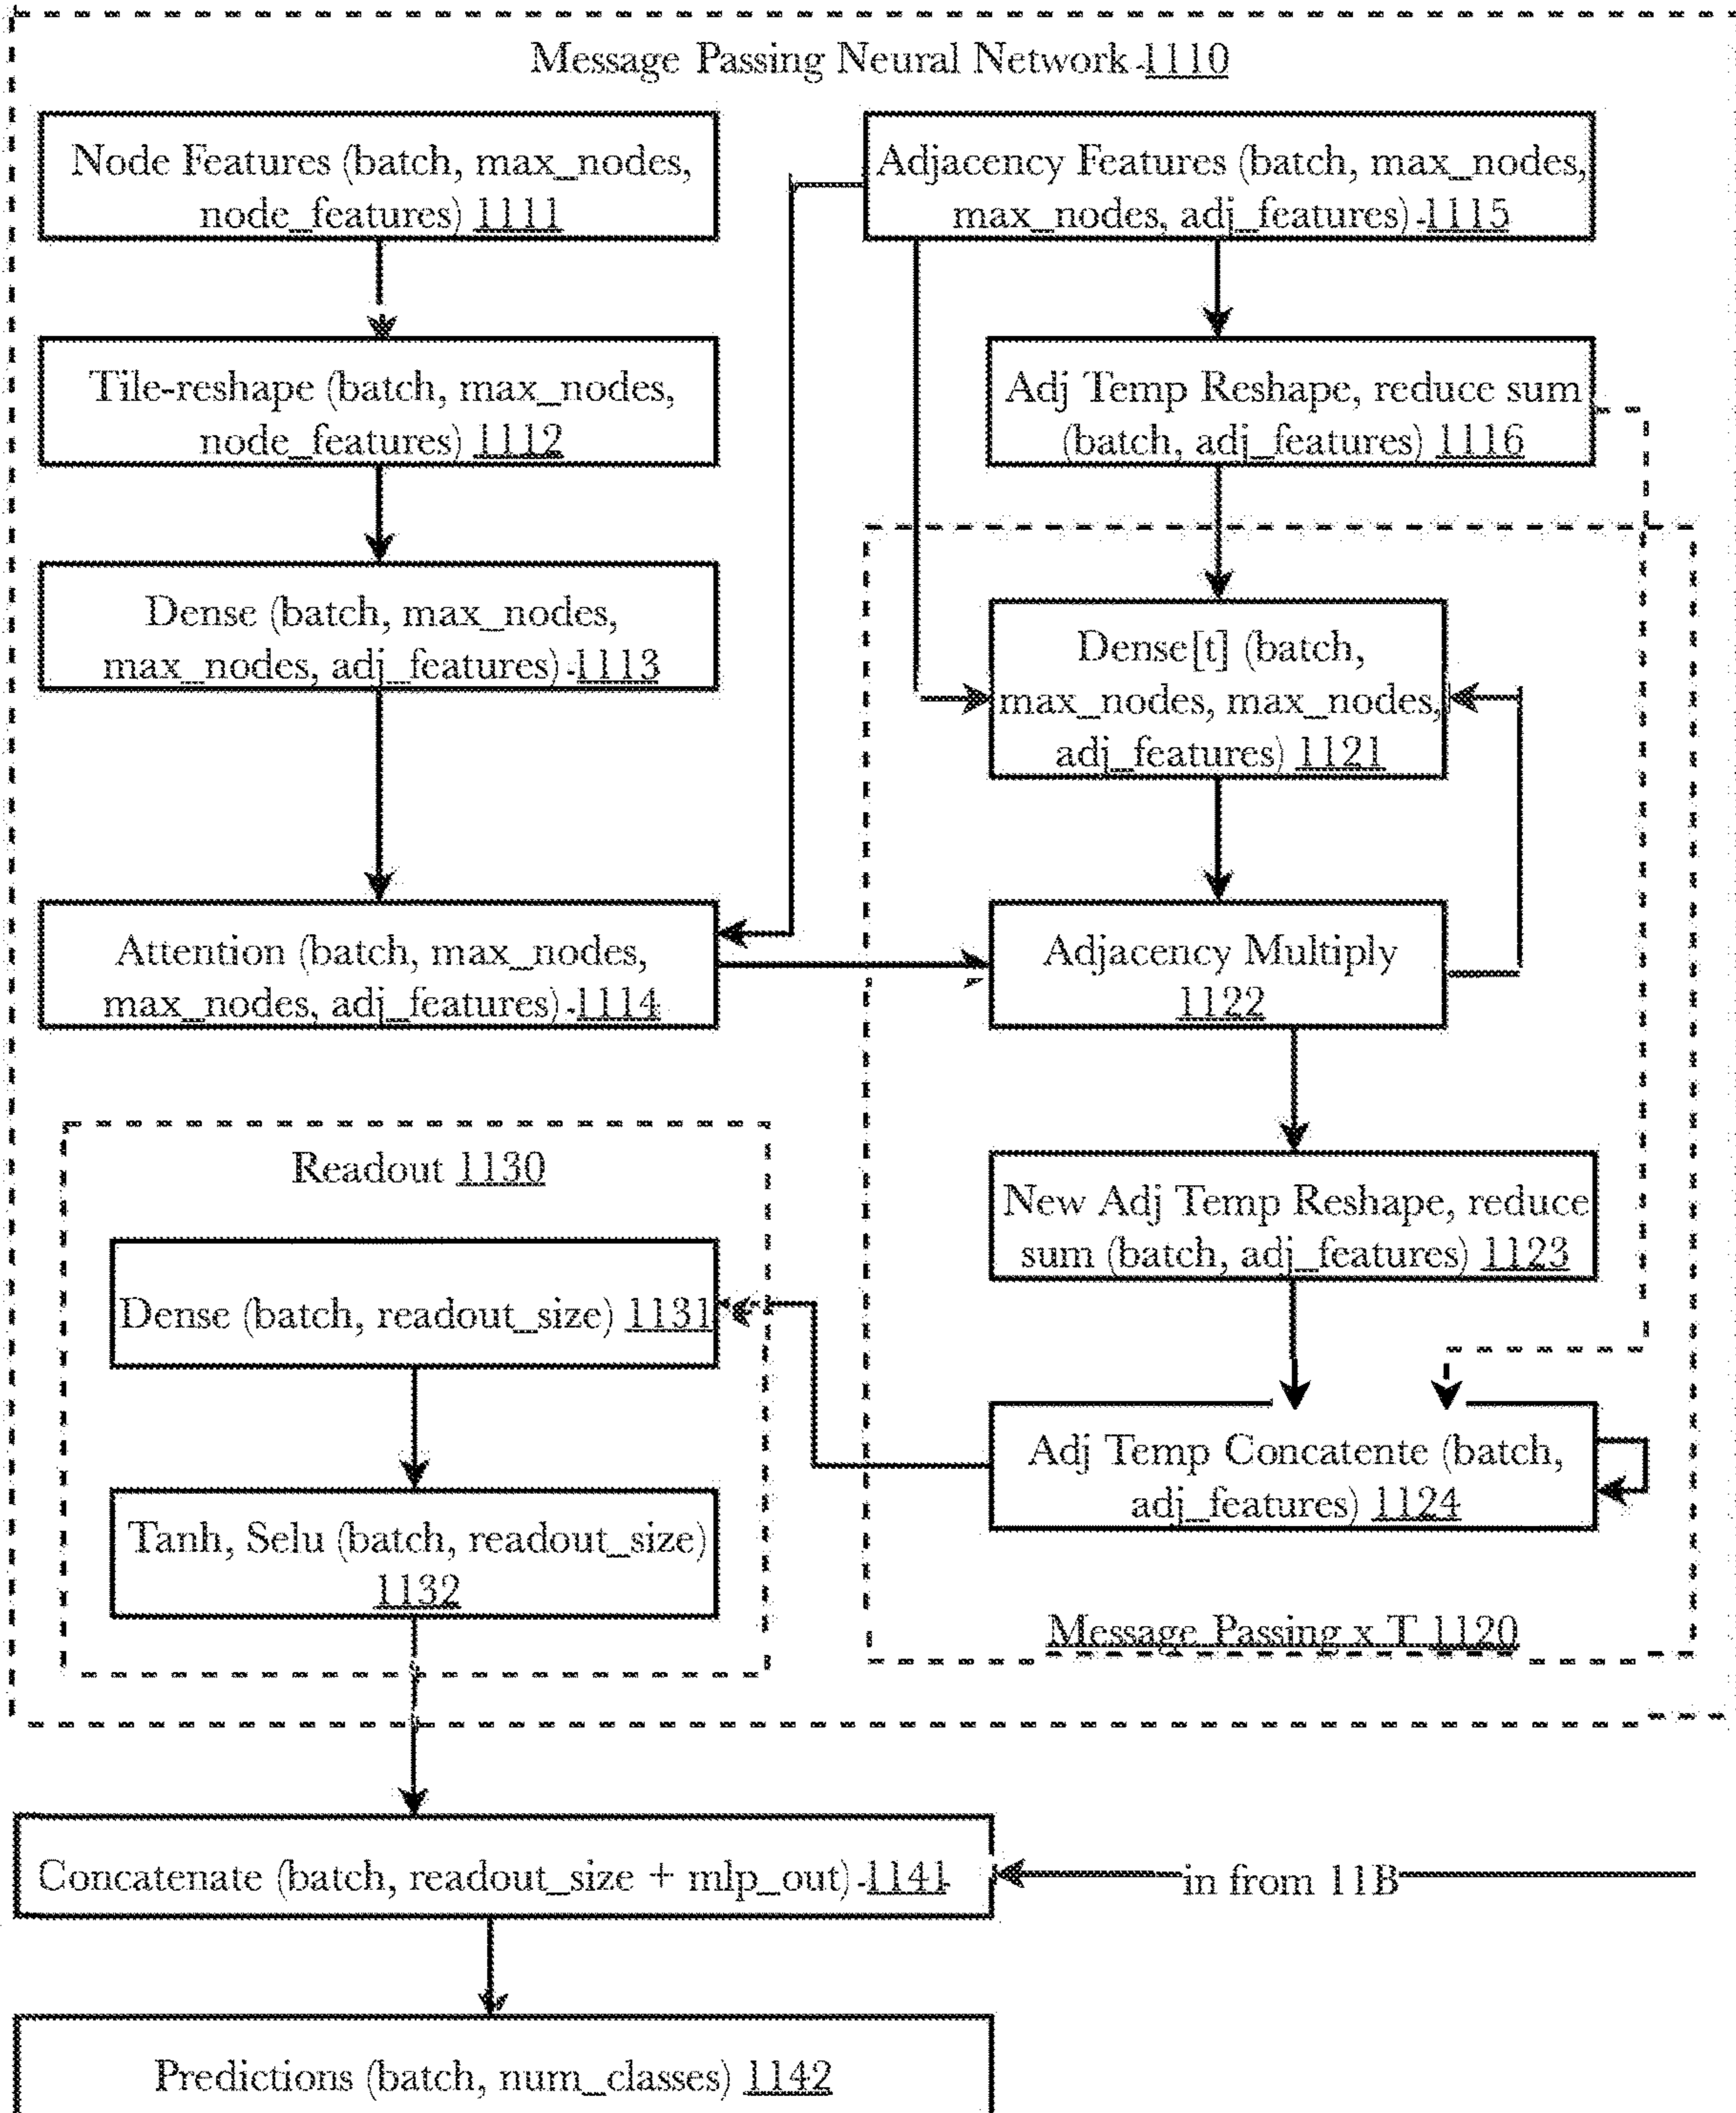 Message Passing Neural Network 1110
Node Features (batch, max_nodes,
node_features) 1111
Adjacency Features (batch, max_nodes,
max_nodes, adj_features) 1115
Tile-reshape (batch, max_nodes,
node_features) 1112
Adj Temp Reshape, reduce sum
(batch, adj_features) 1116
Dense (batch, max_nodes,
max_nodes, adj_features) 1113
Dense[t] (batch,
max_nodes, max_nodes,
adj_features) 1121
Attention (batch, max_nodes,
max_nodes, adj_features) 1114
Adjacency Multiply
1122
Readout 1130
New Adj Temp Reshape, reduce
sum (batch, adj_features) 1123
Dense (batch, readout_size) 1131
Adj Temp Concatente (batch,
adj_features) 1124
Tanh, Selu (batch, readout_size)
1132
Message Passing x T 1120
Concatenate (batch, readout_size + mlp_out) 1141
in from 11B
Predictions (batch, num_classes) 1142